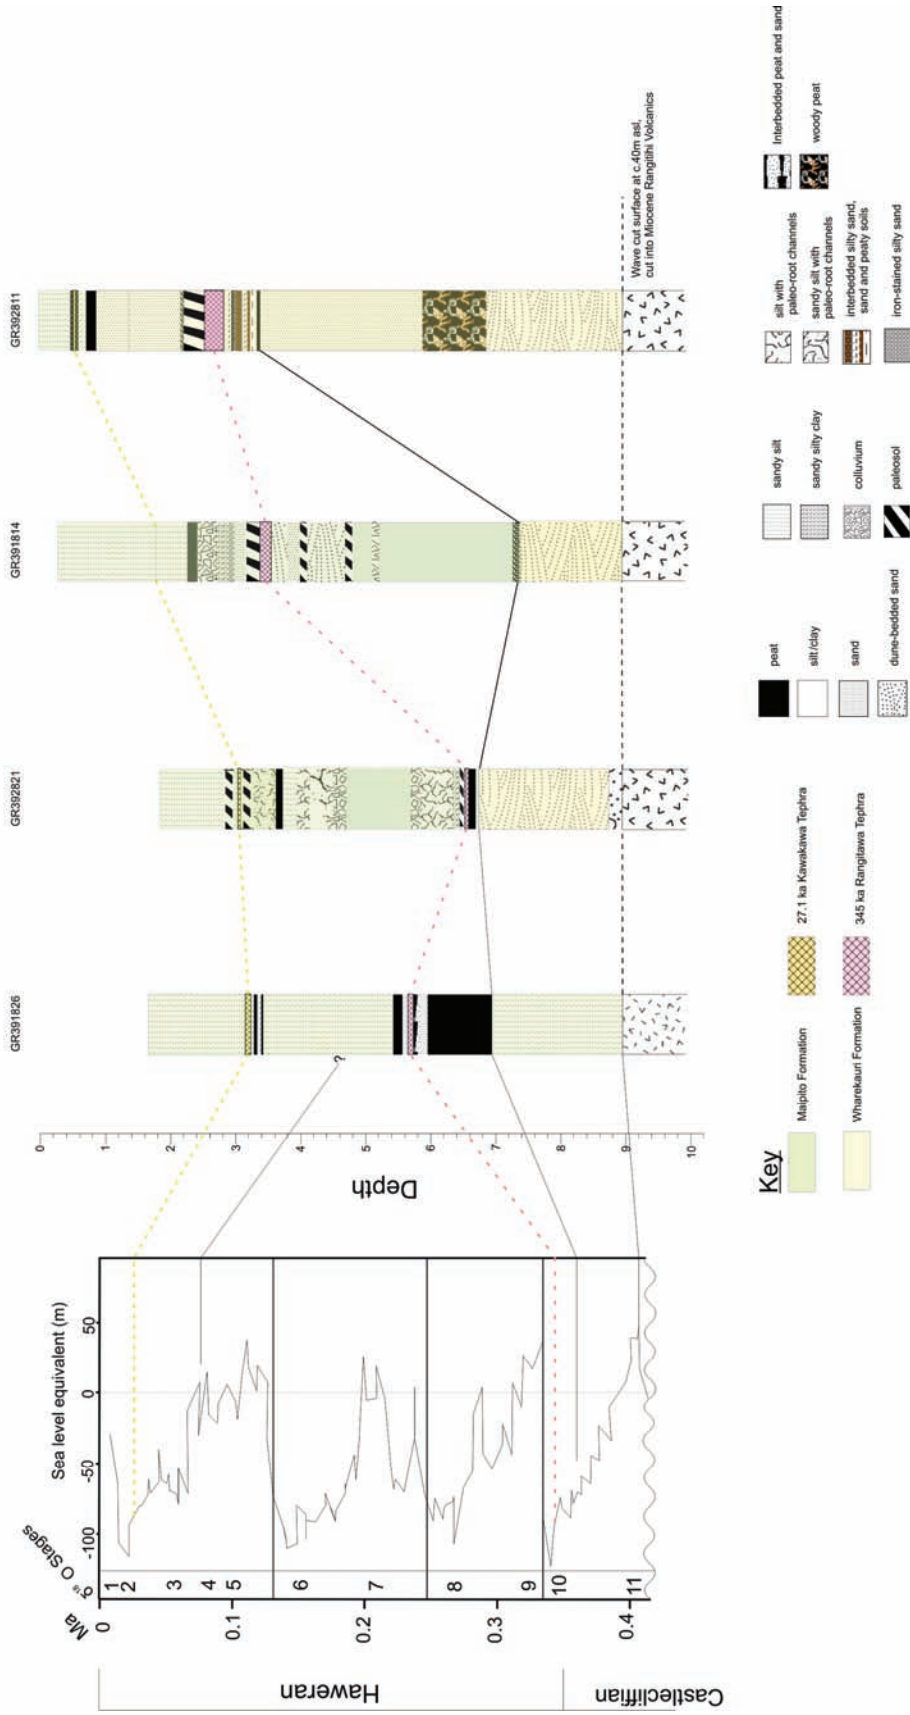 GR391826
GR392821
GR391814
GR392811
Wave cut surface at c.40m asl,
cut into Miocene Rangitihi Volcanics
Depth
0
1
2
3
4
5
6
7
8
9
10
?
Sea level equivalent (m)
50
0
-50
-100
δ¹⁸ O Stages
1
2
3
4
5
6
7
8
9
10
11
Ma
0
0.1
0.2
0.3
0.4
Haweran
Castlecliffian
Key
Maipito Formation
Wharekauri Formation
27.1 ka Kawakawa Tephra
345 ka Rangitawa Tephra
peat
silt/clay
sand
dune-bedded sand
sandy silt
sandy silty clay
colluvium
paleosol
silt with
paleo-root channels
sandy silt with
paleo-root channels
interbedded silty sand,
sand and peaty soils
iron-stained silty sand
Interbedded peat and sand
woody peat